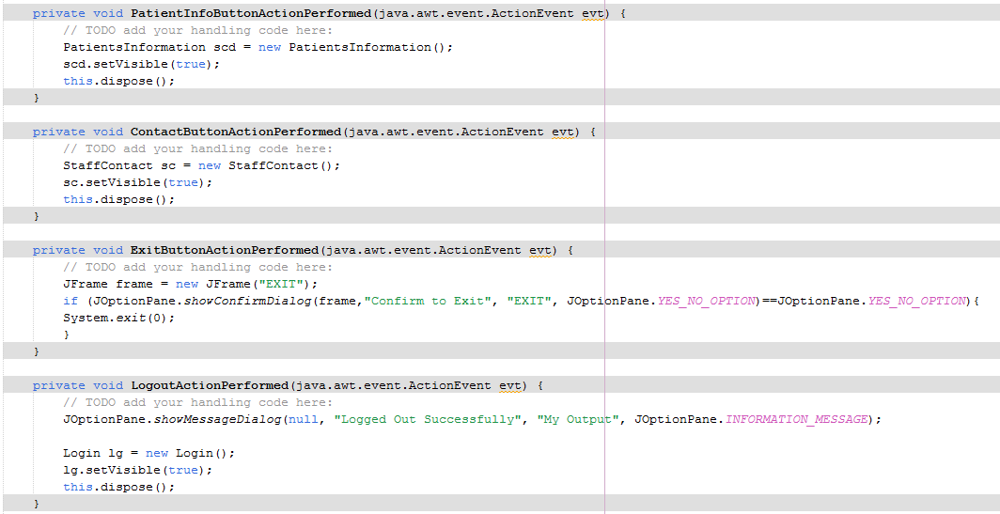 private void PatientInfoButtonActionPerformed(java.awt.event.ActionEvent evt) {
// TODO add your handling code here:
PatientsInformation scd = new PatientsInformation();
scd.setVisible(true);
this.dispose();
}
private void ContactButtonActionPerformed(java.awt.event.ActionEvent evt) {
// TODO add your handling code here:
StaffContact sc = new StaffContact();
sc.setVisible(true);
this.dispose();
}
private void ExitButtonActionPerformed(java.awt.event.ActionEvent evt) {
// TODO add your handling code here:
JFrame frame = new JFrame("EXIT");
if (JOptionPane.showConfirmDialog(frame,"Confirm to Exit", "EXIT", JOptionPane.YES_NO_OPTION)==JOptionPane.YES_NO_OPTION){
System.exit(0);
}
}
private void LogoutActionPerformed(java.awt.event.ActionEvent evt) {
// TODO add your handling code here:
JOptionPane.showMessageDialog(null, "Logged Out Successfully", "My Output", JOptionPane.INFORMATION_MESSAGE);
Login lg = new Login();
lg.setVisible(true);
this.dispose();
}